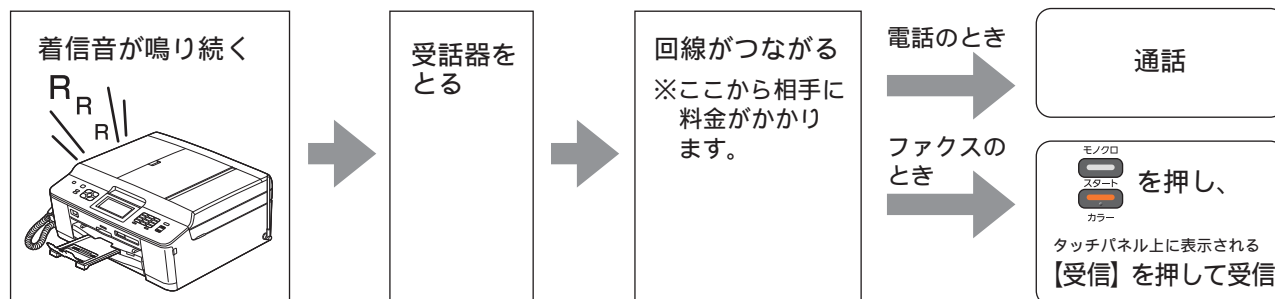 着信音が鳴り続く
R
R
R
受話器を
とる
回線がつながる
※ここから相手に
料金がかかり
ます。
電話のとき
通話
ファクスの
とき
モノクロ
スタート
カラー
を押し、
タッチパネル上に表示される
【受信】を押して受信